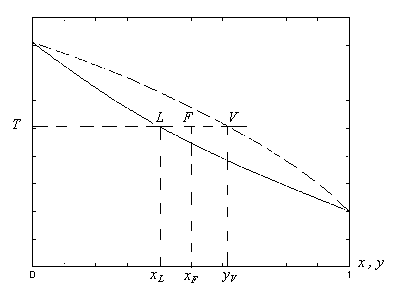 L F V
T
x, y
0 x_L x_F y_V 1